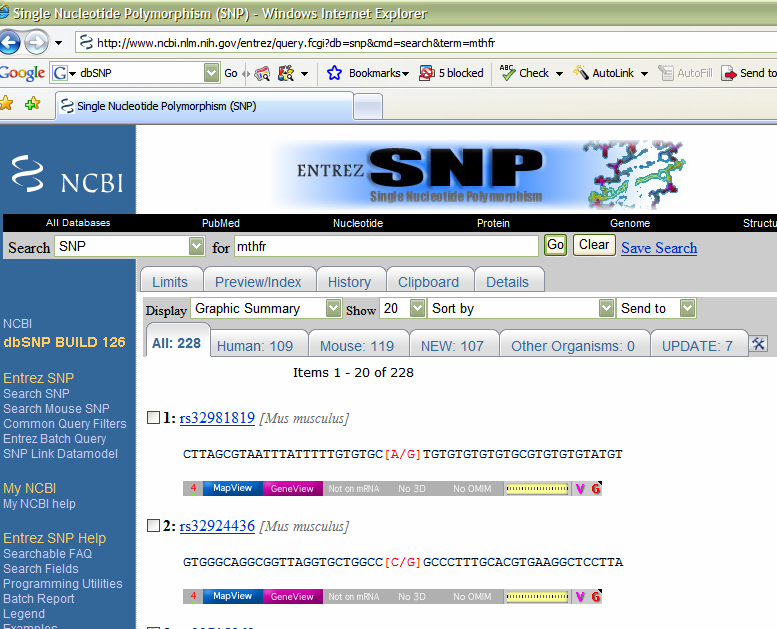 Single Nucleotide Polymorphism (SNP) - Windows Internet Explorer
http://www.ncbi.nlm.nih.gov/entrez/query.fcgi?db=snp&cmd=search&term=mthfr
Google G dbSNP Go Bookmarks 5 blocked ABC Check AutoLink AutoFill Send to
Single Nucleotide Polymorphism (SNP)
NCBI ENTREZ SNP
Single Nucleotide Polymorphism
All Databases PubMed Nucleotide Protein Genome Structu
Search SNP for mthfr Go Clear Save Search
Limits Preview/Index History Clipboard Details
Display Graphic Summary Show 20 Sort by Send to
All: 228 Human: 109 Mouse: 119 NEW: 107 Other Organisms: 0 UPDATE: 7
Items 1 - 20 of 228
NCBI
dbSNP BUILD 126
Entrez SNP
Search SNP
Search Mouse SNP
Common Query Filters
Entrez Batch Query
SNP Link Datamodel
My NCBI
My NCBI help
Entrez SNP Help
Searchable FAQ
Search Fields
Programming Utilities
Batch Report
Legend
Examples
1: rs32981819 [Mus musculus]
CTTAGCGTAATTTATTTTTGTGTGC[A/G]TGTGTGTGTGTGCGTGTGTGTATGT
4 MapView GeneView Not on mRNA No 3D No OMIM V G
2: rs32924436 [Mus musculus]
GTGGGCAGGCGGTTAGGTGCTGGCC[C/G]GCCCTTTGCACGTGAAGGCTCCTTA
4 MapView GeneView Not on mRNA No 3D No OMIM V G